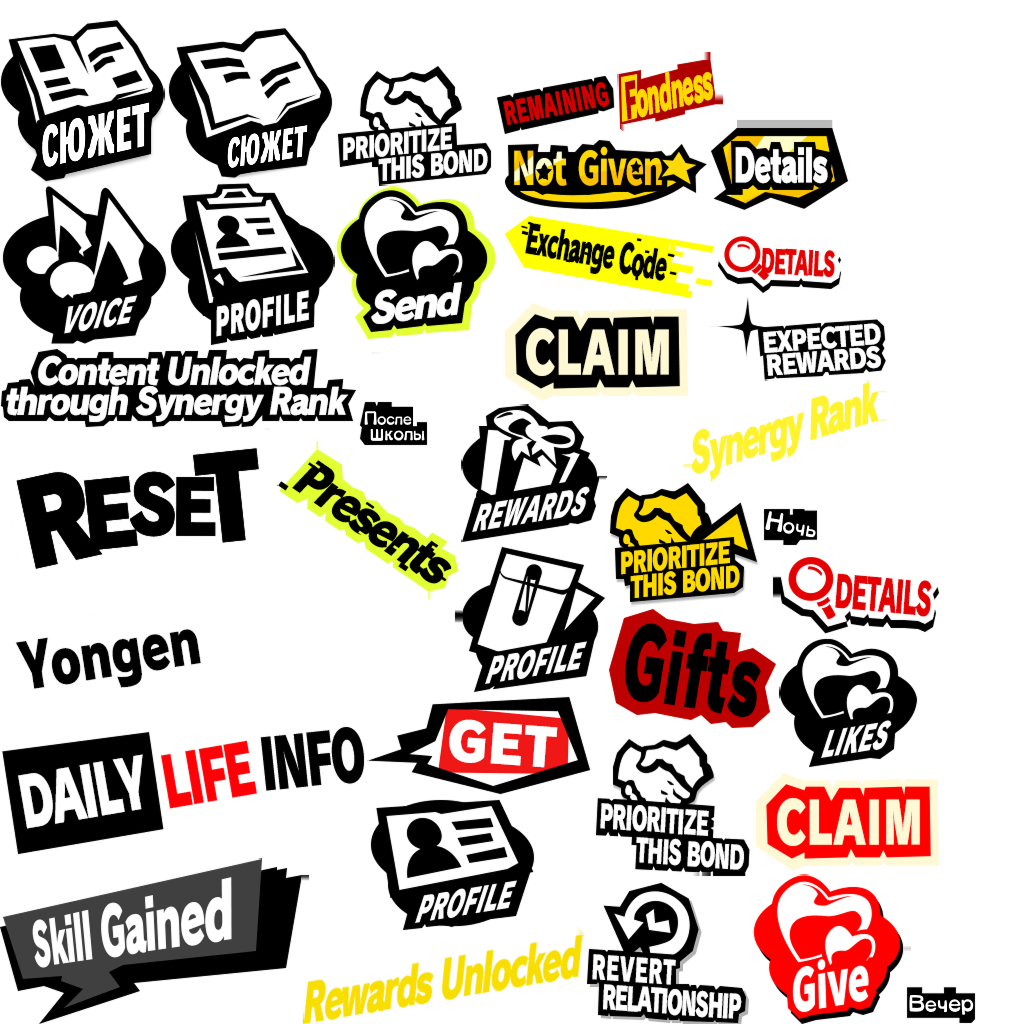 СЮЖЕТ
СЮЖЕТ
PRIORITIZE
THIS BOND
REMAINING Fondness
Not Given
Details
VOICE
PROFILE
Send
Exchange Code
DETAILS
CLAIM
EXPECTED
REWARDS
Content Unlocked
through Synergy Rank
После
Школы
Synergy Rank
RESET
Presents
REWARDS
PRIORITIZE
THIS BOND
Ночь
DETAILS
Yongen
PROFILE
Gifts
LIKES
DAILY LIFE INFO
GET
PRIORITIZE
THIS BOND
CLAIM
PROFILE
Skill Gained
Rewards Unlocked
REVERT
RELATIONSHIP
Give
Вечер